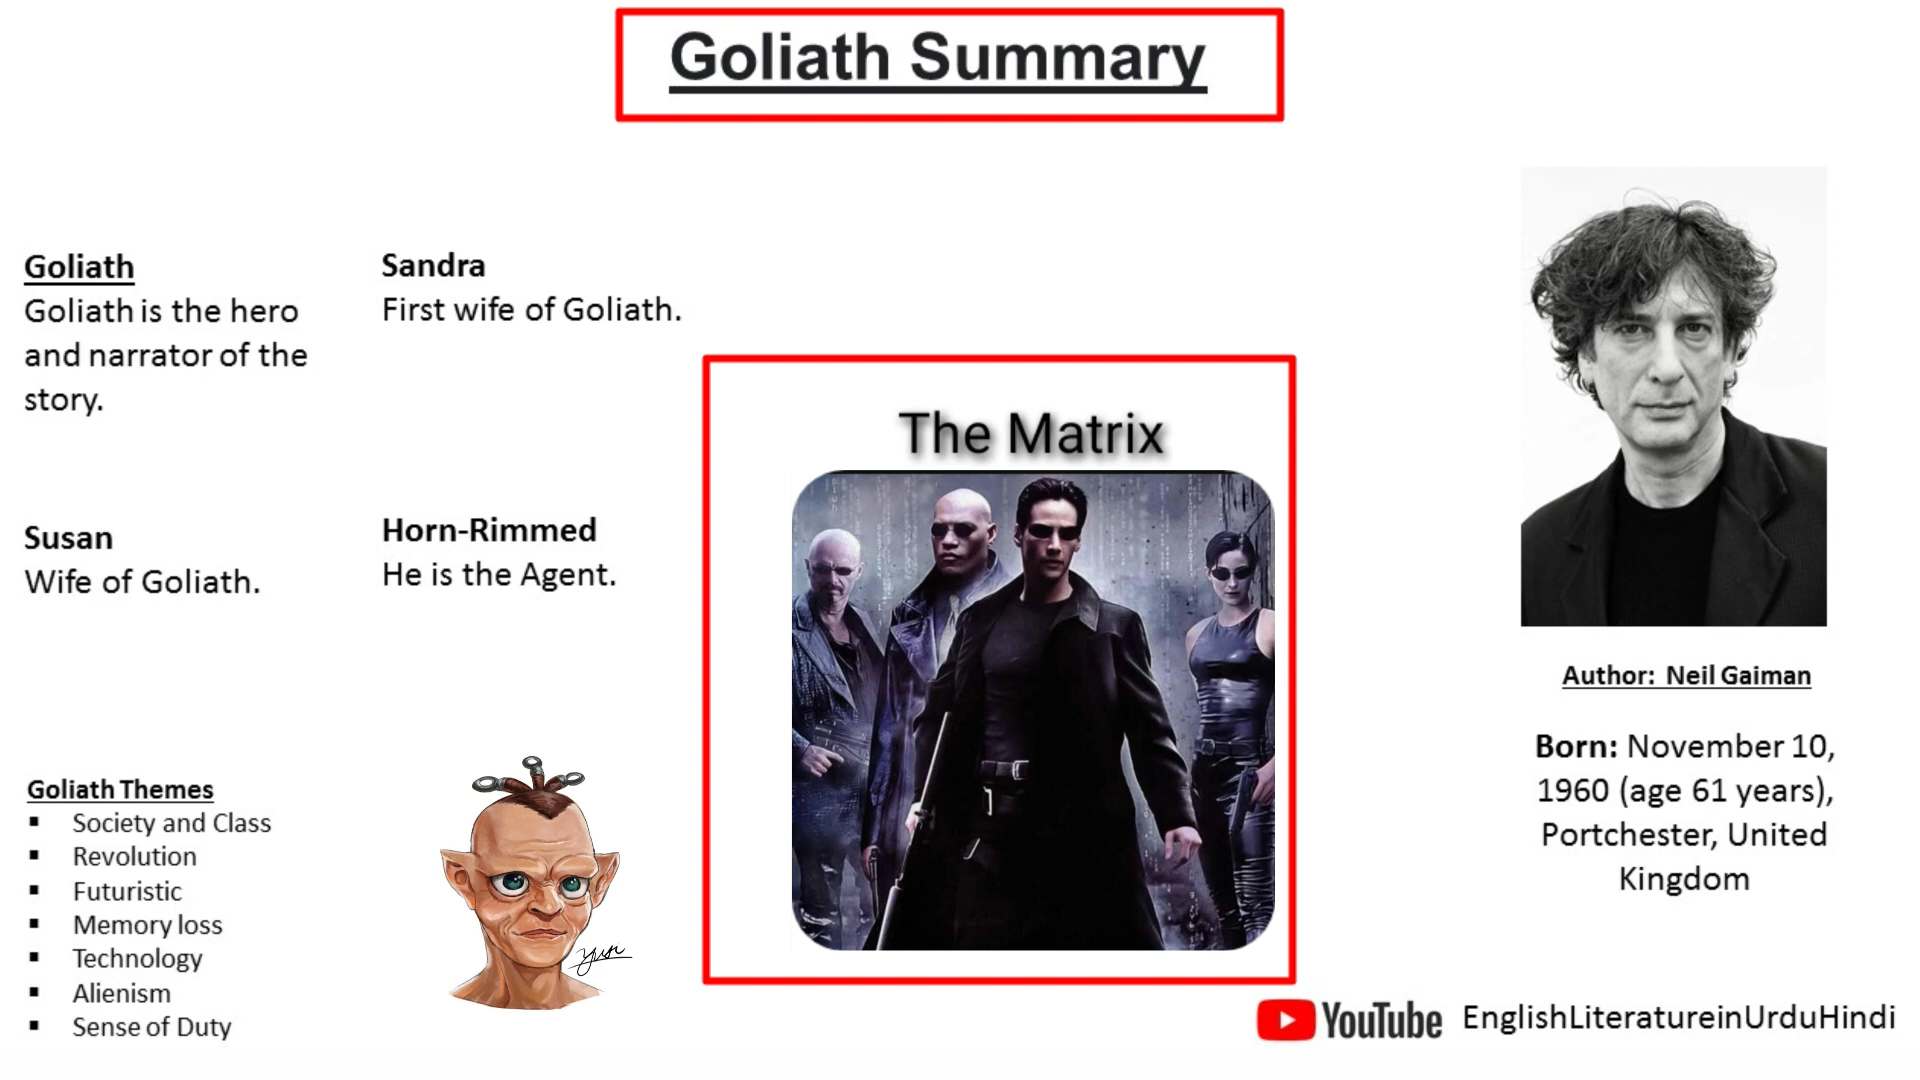 Goliath Summary
Goliath
Goliath is the hero
and narrator of the
story.
Sandra
First wife of Goliath.
Susan
Wife of Goliath.
Horn-Rimmed
He is the Agent.
The Matrix
Goliath Themes
▪ Society and Class
▪ Revolution
▪ Futuristic
▪ Memory loss
▪ Technology
▪ Alienism
▪ Sense of Duty
Yun
Author: Neil Gaiman
Born: November 10,
1960 (age 61 years),
Portchester, United
Kingdom
YouTube EnglishLiteratureinUrduHindi